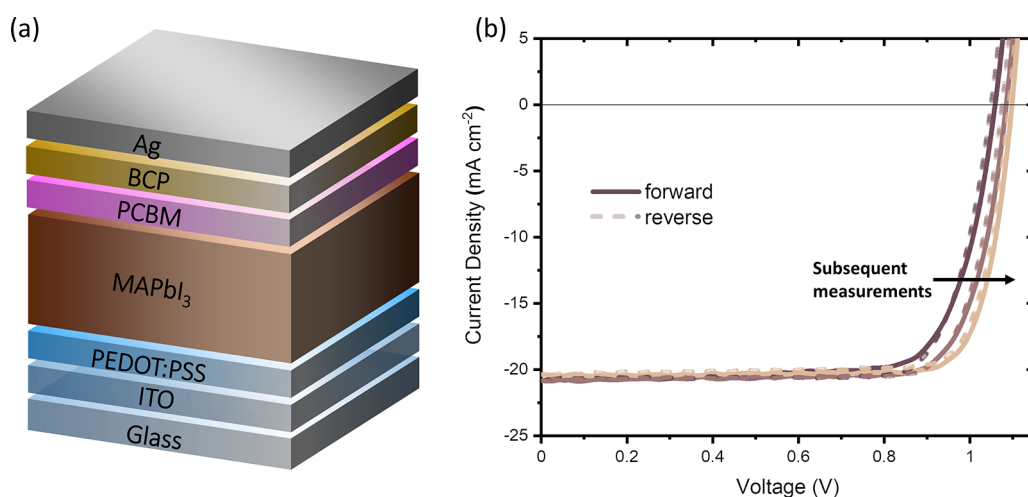 (a)
Ag
BCP
PCBM
MAPbI₃
PEDOT:PSS
ITO
Glass
(b)
5
0
-5
-10
-15
-20
-25
Current Density (mA cm⁻²)
forward
reverse
Subsequent
measurements
0
0.2
0.4
0.6
0.8
1
Voltage (V)